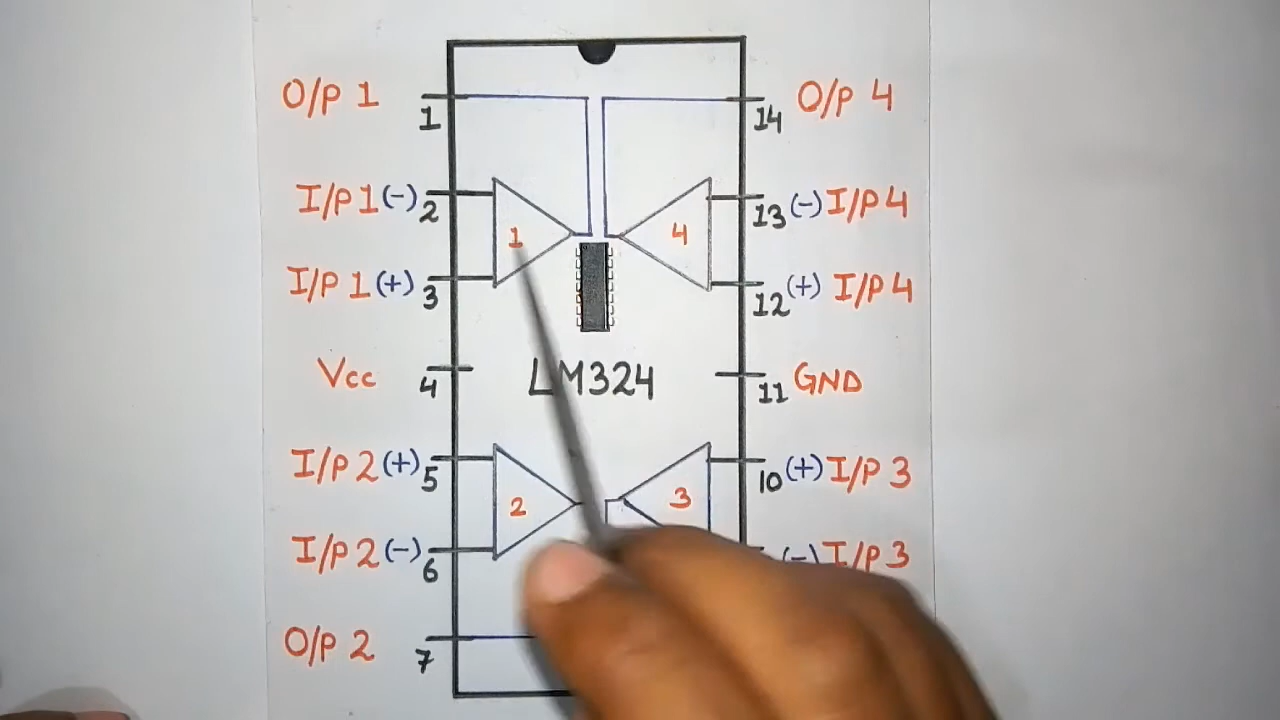 O/P 1
1
14
O/P 4
I/P 1 (-) 2
13 (-) I/P 4
1
4
I/P 1 (+) 3
12 (+) I/P 4
Vcc
4
LM324
11 GND
I/P 2 (+) 5
10 (+) I/P 3
2
3
I/P 2 (-) 6
(-) I/P 3
O/P 2
7